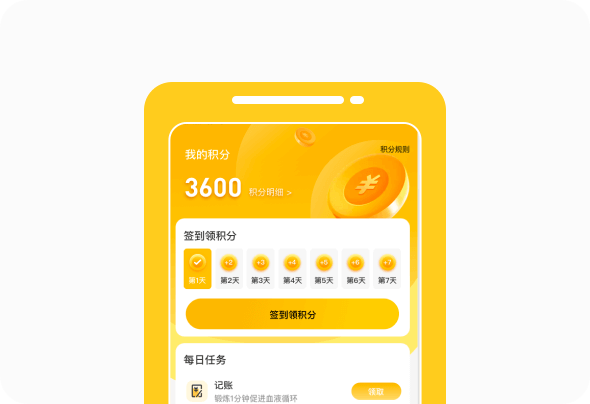 我的积分
积分规则
3600 积分明细 >
签到领积分
+2 +3 +4 +5 +6 +7
第1天 第2天 第3天 第4天 第5天 第6天 第7天
签到领积分
每日任务
记账
锻炼1分钟促进血液循环
领取